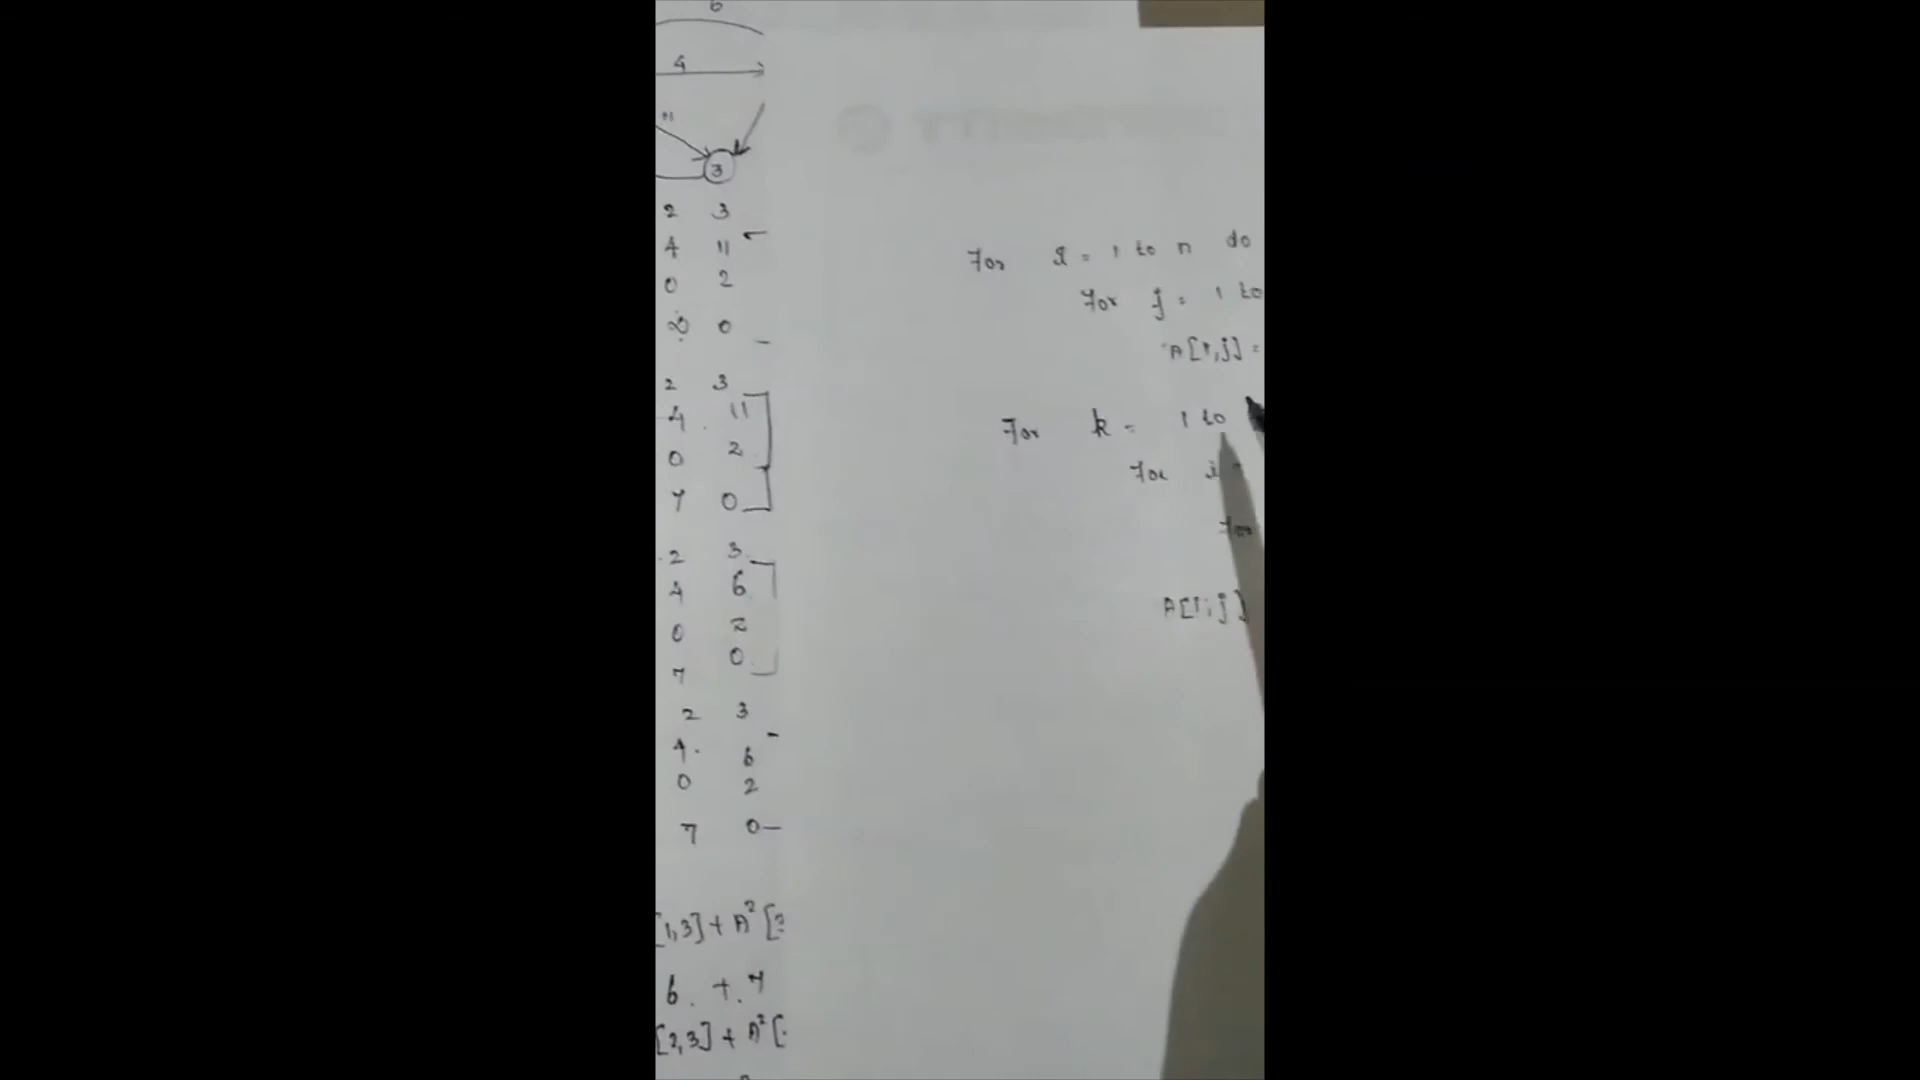 6
4
11
3
2 3
4 11
0 2
0
2 3
4 11
0 2
7 0
2 3
4 6
0 2
7 0
2 3
4 6
0 2
7 0
[1,3] + A² [
6 + 7
[2,3] + A² [
For i = 1 to n do
For j = 1 to
A[i,j] =
For k = 1 to
For i =
For
A[i,j]